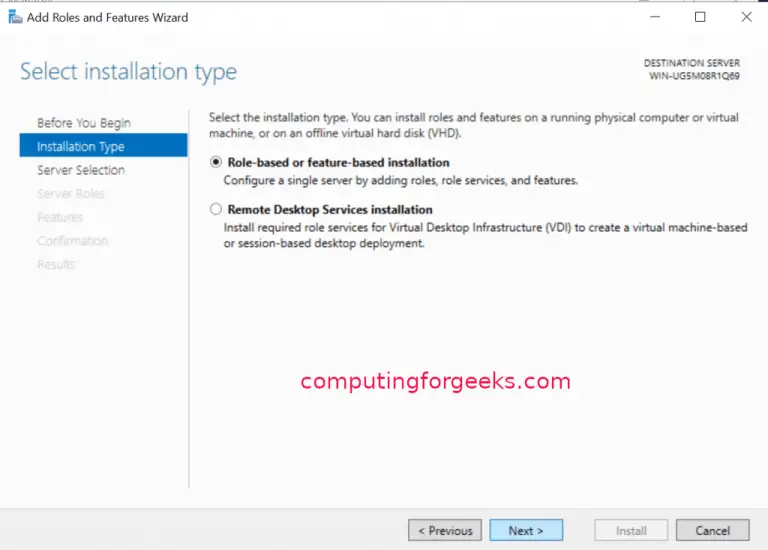 Add Roles and Features Wizard
Select installation type
DESTINATION SERVER
WIN-UG5M08R1Q69
Before You Begin
Installation Type
Server Selection
Server Roles
Features
Confirmation
Results
Select the installation type. You can install roles and features on a running physical computer or virtual
machine, or on an offline virtual hard disk (VHD).
Role-based or feature-based installation
Configure a single server by adding roles, role services, and features.
Remote Desktop Services installation
Install required role services for Virtual Desktop Infrastructure (VDI) to create a virtual machine-based
or session-based desktop deployment.
computingforgeeks.com
< Previous
Next >
Install
Cancel